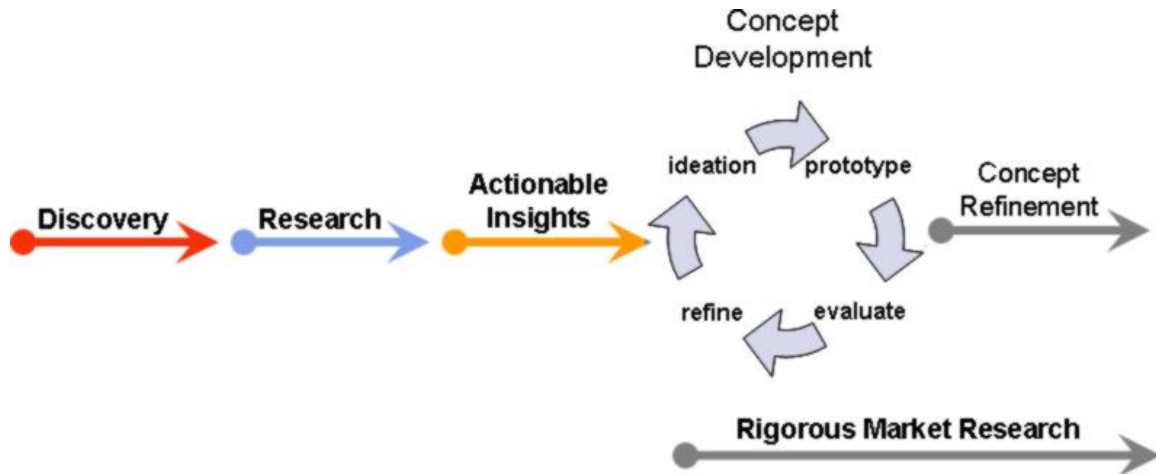 Concept
Development
ideation
prototype
Discovery
Research
Actionable
Insights
Concept
Refinement
refine
evaluate
Rigorous Market Research